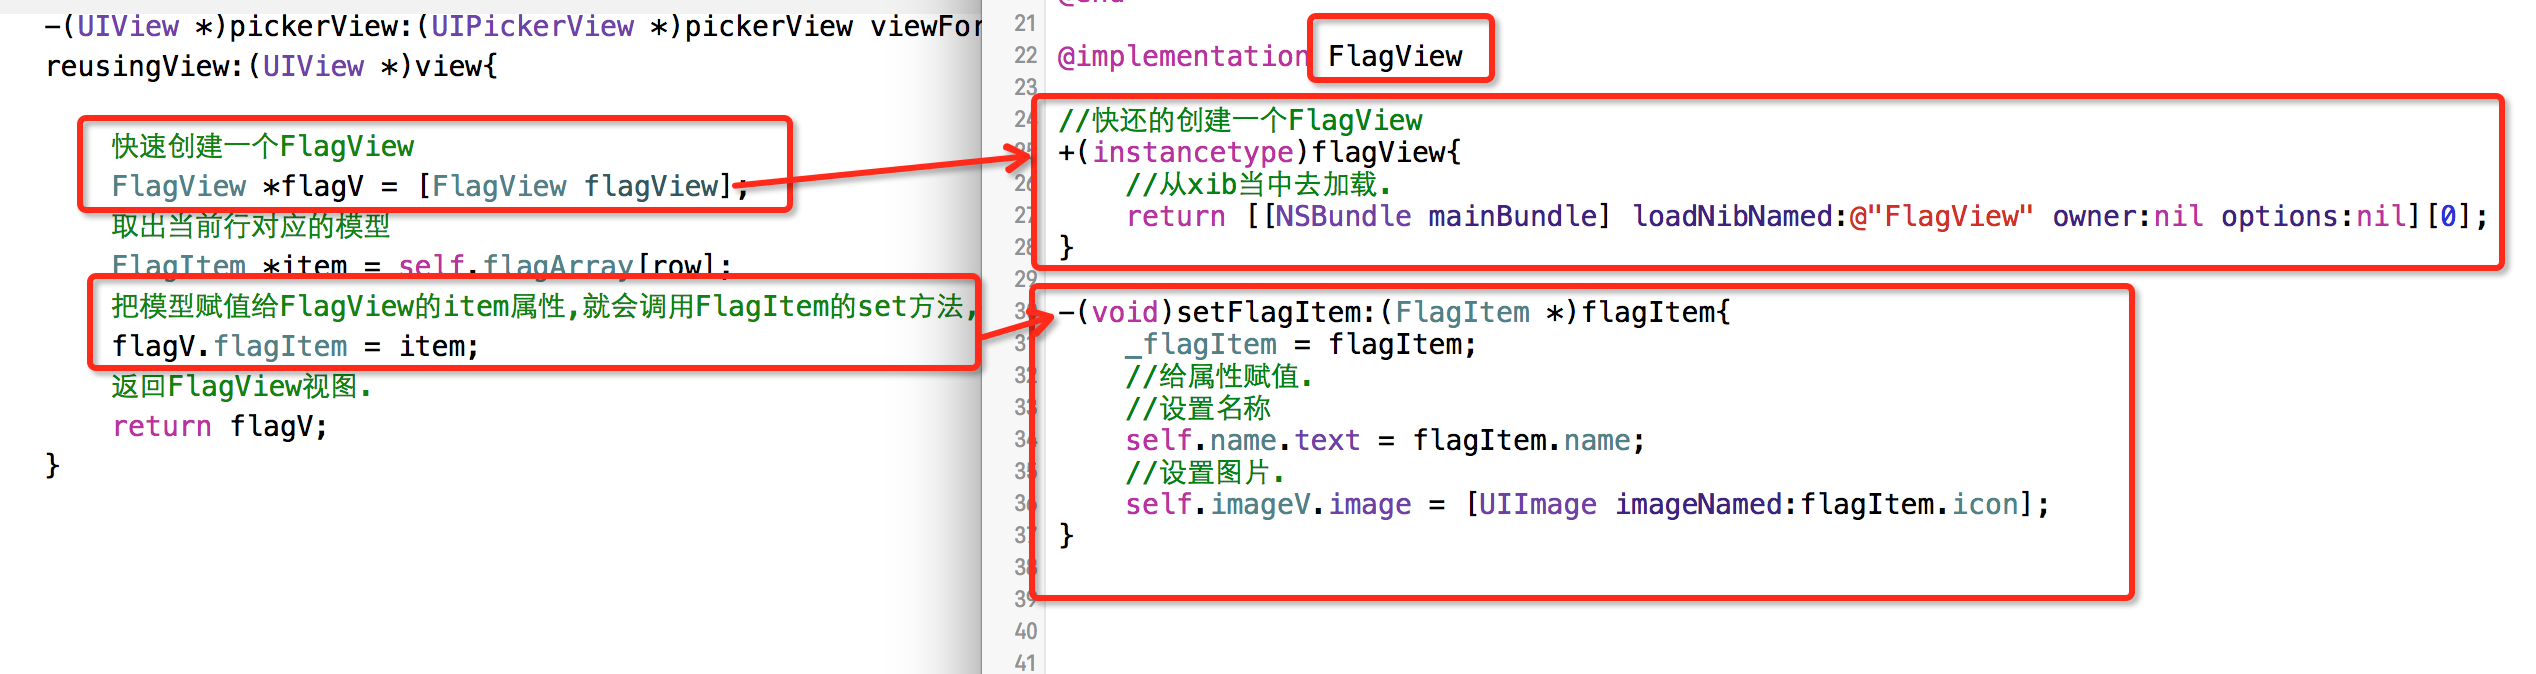 -(UIView *)pickerView:(UIPickerView *)pickerView viewFor
reusingView:(UIView *)view{
快速创建一个FlagView
FlagView *flagV = [FlagView flagView];
取出当前行对应的模型
FlagItem *item = self.flagArray[row];
把模型赋值给FlagView的item属性,就会调用FlagItem的set方法,
flagV.flagItem = item;
返回FlagView视图.
return flagV;
}
@end
21
22 @implementation FlagView
23
24 //快还的创建一个FlagView
25 +(instancetype)flagView{
26 //从xib当中去加载.
27 return [[NSBundle mainBundle] loadNibNamed:@"FlagView" owner:nil options:nil][0];
28 }
29
30 -(void)setFlagItem:(FlagItem *)flagItem{
31 _flagItem = flagItem;
32 //给属性赋值.
33 //设置名称
34 self.name.text = flagItem.name;
35 //设置图片.
36 self.imageV.image = [UIImage imageNamed:flagItem.icon];
37 }
38
39
40
41